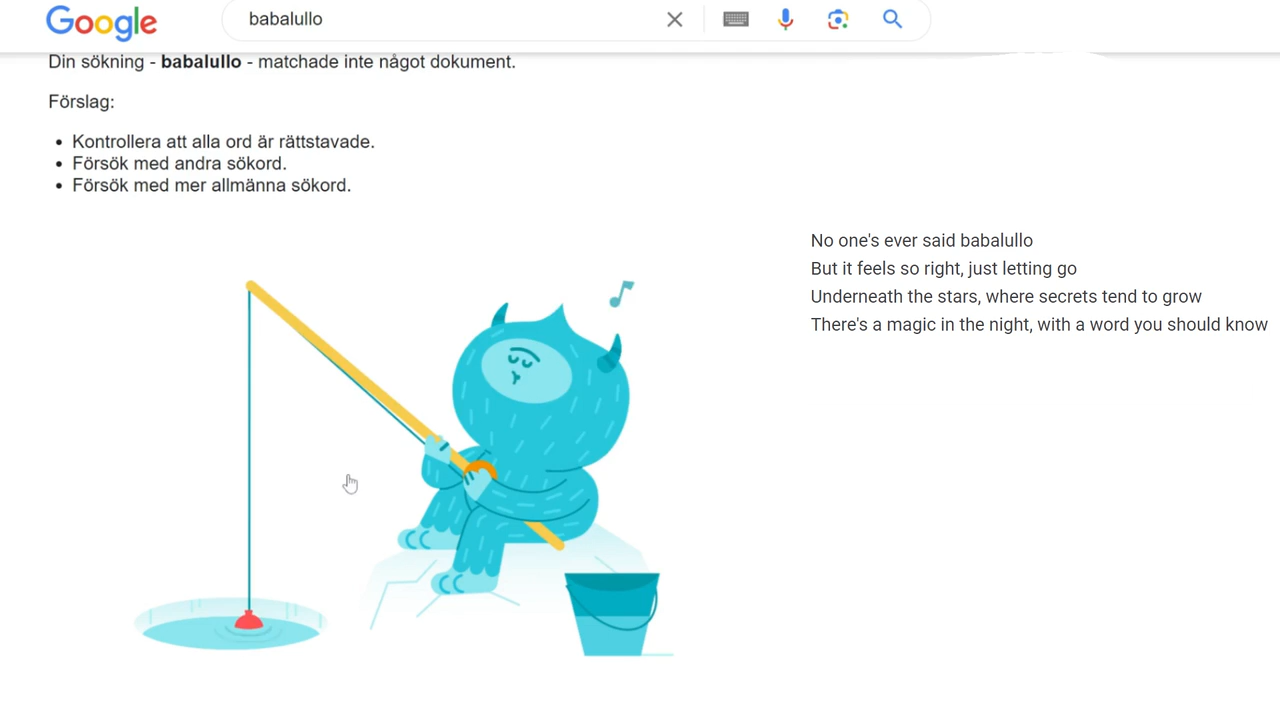 Google
babalullo
Din sökning - babalullo - matchade inte något dokument.
Förslag:
Kontrollera att alla ord är rättstavade.
Försök med andra sökord.
Försök med mer allmänna sökord.
No one's ever said babalullo
But it feels so right, just letting go
Underneath the stars, where secrets tend to grow
There's a magic in the night, with a word you should know